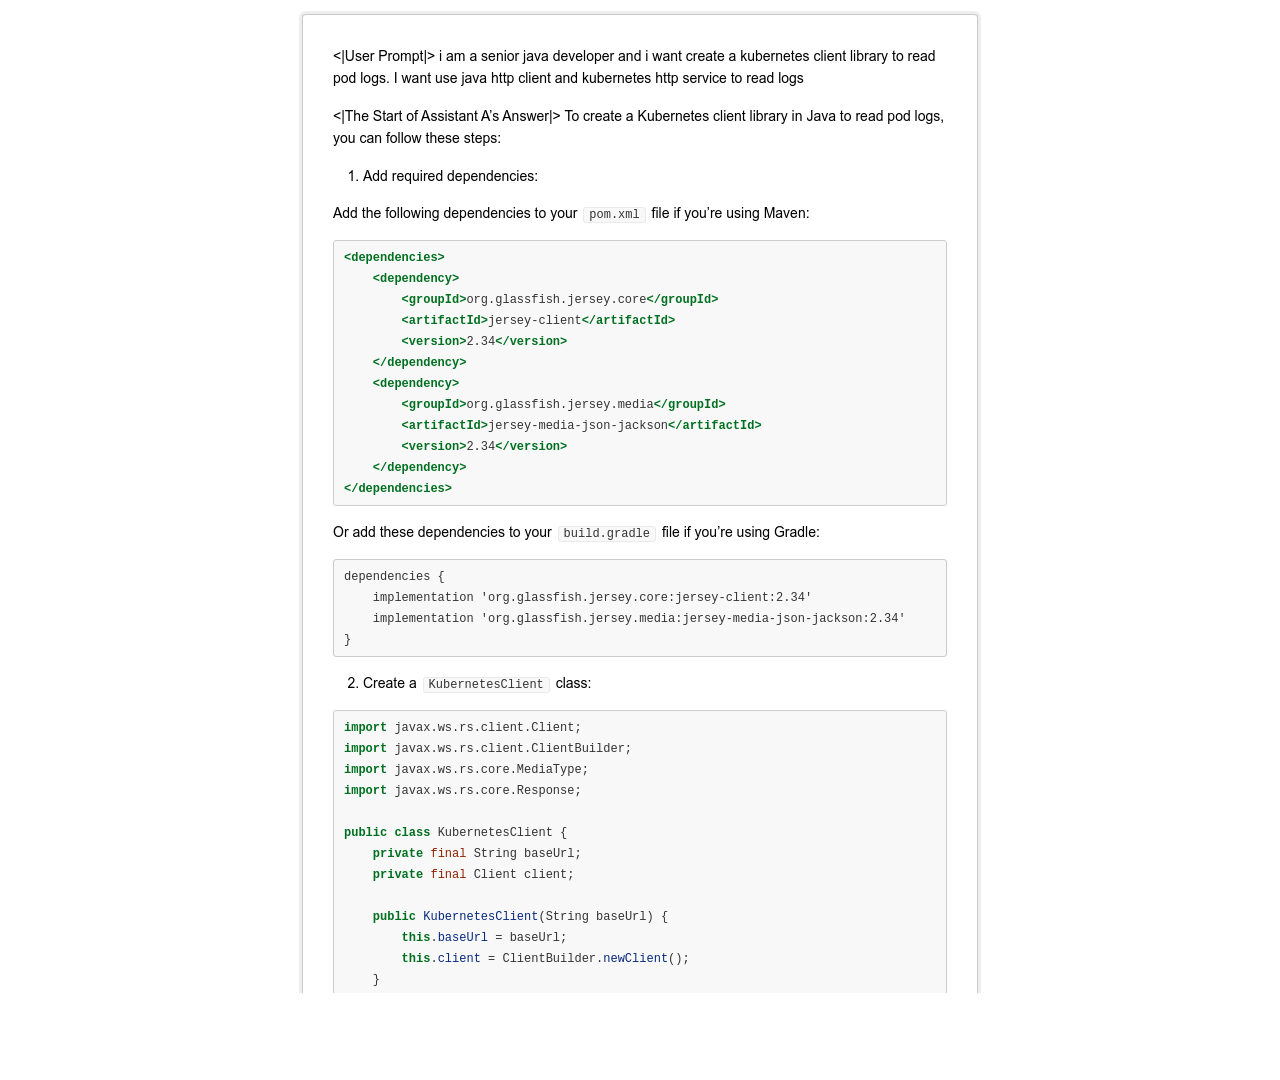 <|User Prompt|> i am a senior java developer and i want create a kubernetes client library to read
pod logs. I want use java http client and kubernetes http service to read logs
<|The Start of Assistant A’s Answer|> To create a Kubernetes client library in Java to read pod logs,
you can follow these steps:
1. Add required dependencies:
Add the following dependencies to your pom.xml file if you’re using Maven:
<dependencies>
    <dependency>
        <groupId>org.glassfish.jersey.core</groupId>
        <artifactId>jersey-client</artifactId>
        <version>2.34</version>
    </dependency>
    <dependency>
        <groupId>org.glassfish.jersey.media</groupId>
        <artifactId>jersey-media-json-jackson</artifactId>
        <version>2.34</version>
    </dependency>
</dependencies>
Or add these dependencies to your build.gradle file if you’re using Gradle:
dependencies {
    implementation 'org.glassfish.jersey.core:jersey-client:2.34'
    implementation 'org.glassfish.jersey.media:jersey-media-json-jackson:2.34'
}
2. Create a KubernetesClient class:
import javax.ws.rs.client.Client;
import javax.ws.rs.client.ClientBuilder;
import javax.ws.rs.core.MediaType;
import javax.ws.rs.core.Response;
public class KubernetesClient {
    private final String baseUrl;
    private final Client client;
    public KubernetesClient(String baseUrl) {
        this.baseUrl = baseUrl;
        this.client = ClientBuilder.newClient();
    }